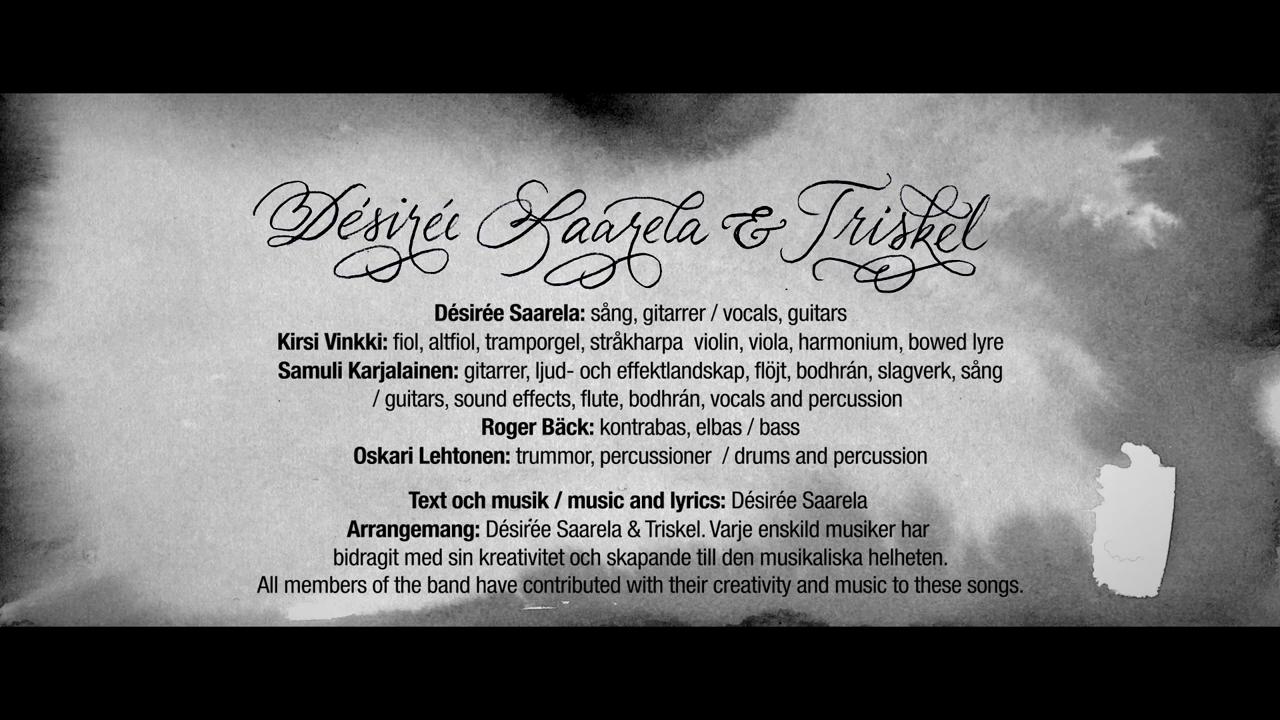 Désirée Saarela & Triskel
Désirée Saarela: sång, gitarrer / vocals, guitars
Kirsi Vinkki: fiol, altfiol, tramporgel, stråkharpa  violin, viola, harmonium, bowed lyre
Samuli Karjalainen: gitarrer, ljud- och effektlandskap, flöjt, bodhrán, slagverk, sång
/ guitars, sound effects, flute, bodhrán, vocals and percussion
Roger Bäck: kontrabas, elbas / bass
Oskari Lehtonen: trummor, percussioner  / drums and percussion
Text och musik / music and lyrics: Désirée Saarela
Arrangemang: Désirée Saarela & Triskel. Varje enskild musiker har
bidragit med sin kreativitet och skapande till den musikaliska helheten.
All members of the band have contributed with their creativity and music to these songs.